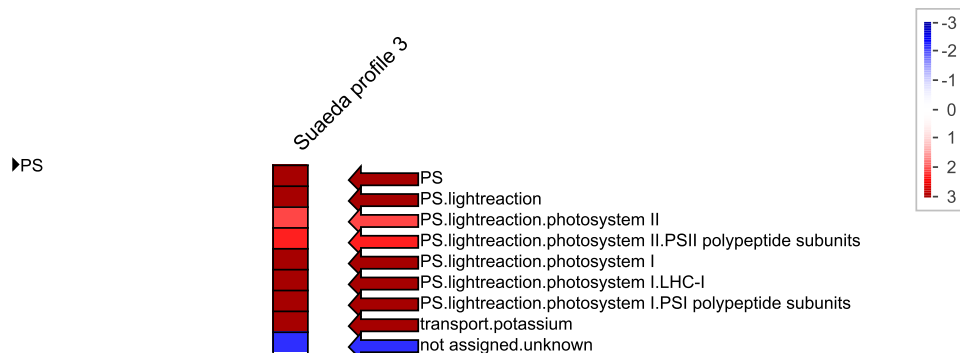 Suaeda profile 3
PS
PS
PS.lightreaction
PS.lightreaction.photosystem II
PS.lightreaction.photosystem II.PSII polypeptide subunits
PS.lightreaction.photosystem I
PS.lightreaction.photosystem I.LHC-I
PS.lightreaction.photosystem I.PSI polypeptide subunits
transport.potassium
not assigned.unknown
-3
-2
-1
0
1
2
3